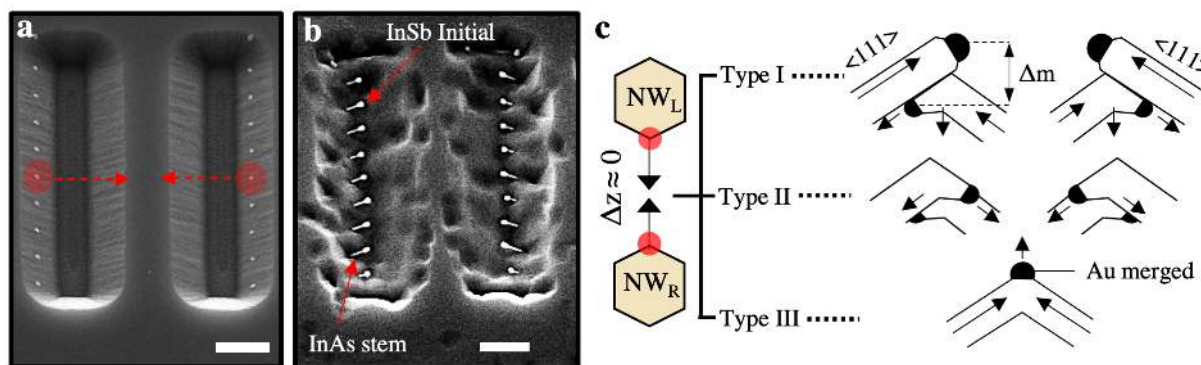 a
b
InSb Initial
InAs stem
c
NWL
Δz ≈ 0
NWR
Type I
<111>
Δm
<111>
Type II
Au merged
Type III